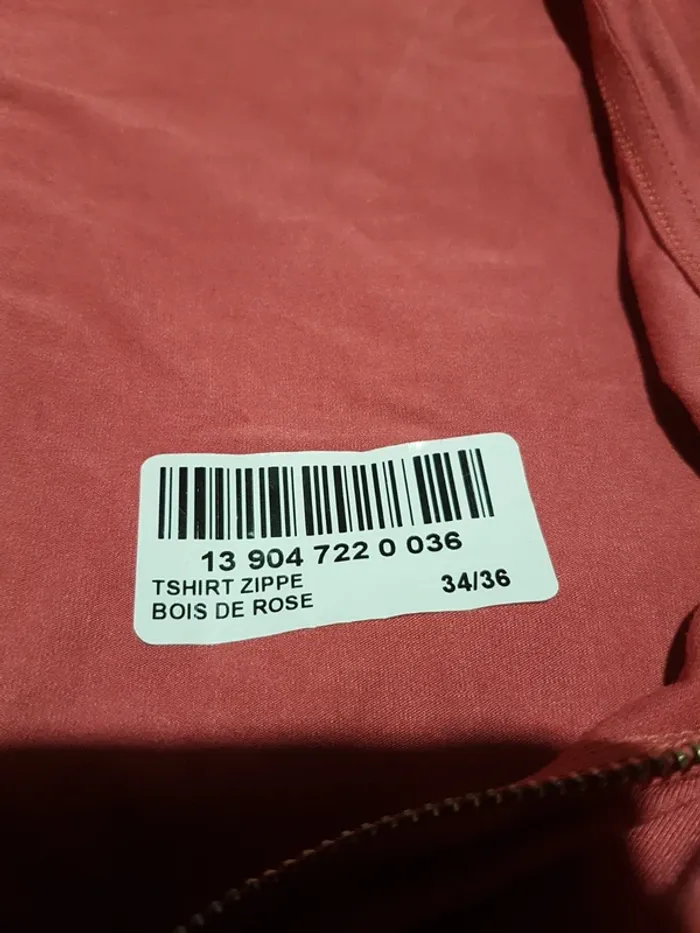 13 904 722 0 036
TSHIRT ZIPPE 34/36
BOIS DE ROSE